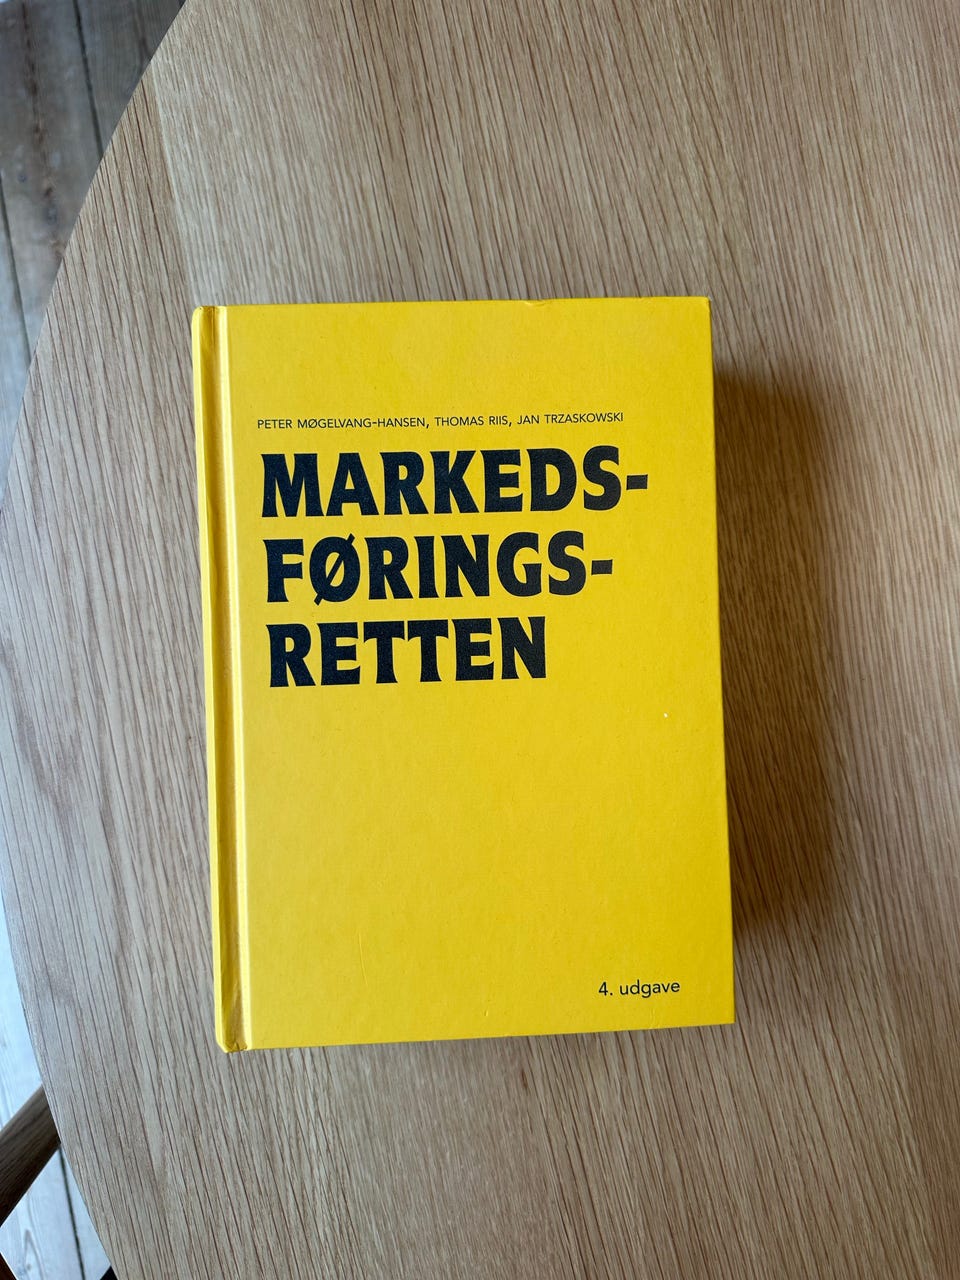 PETER MØGELVANG-HANSEN, THOMAS RIIS, JAN TRZASKOWSKI
MARKEDS-
FØRINGS-
RETTEN
4. udgave